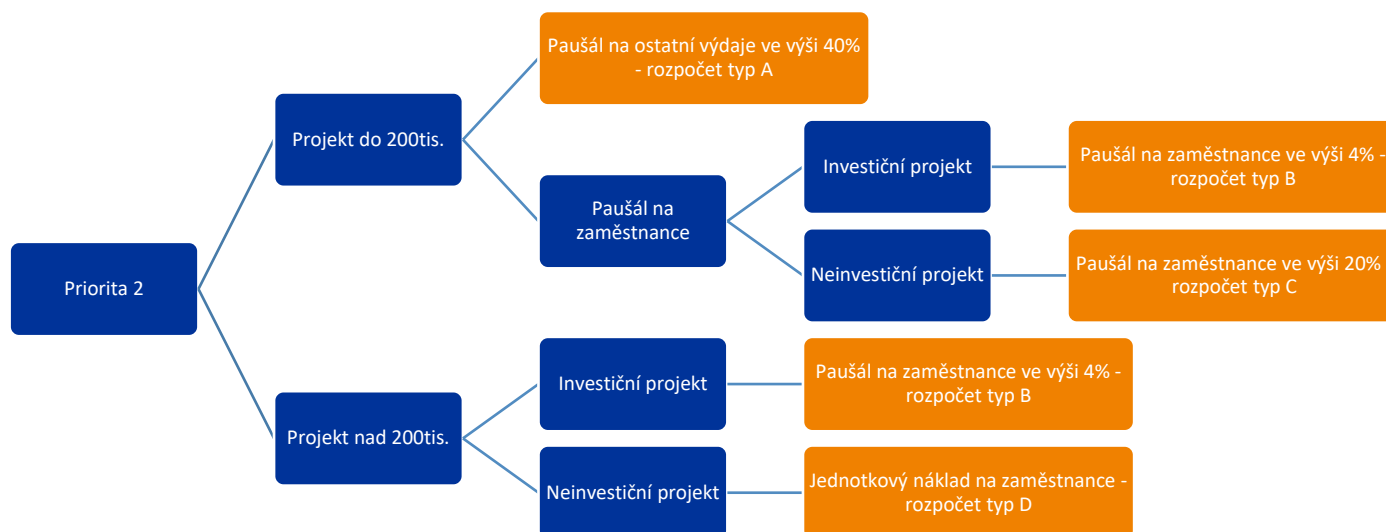 Priorita 2
Projekt do 200tis.
Paušál na ostatní výdaje ve výši 40%
- rozpočet typ A
Paušál na
zaměstnance
Investiční projekt
Paušál na zaměstnance ve výši 4% -
rozpočet typ B
Neinvestiční projekt
Paušál na zaměstnance ve výši 20%
rozpočet typ C
Projekt nad 200tis.
Investiční projekt
Paušál na zaměstnance ve výši 4% -
rozpočet typ B
Neinvestiční projekt
Jednotkový náklad na zaměstnance -
rozpočet typ D